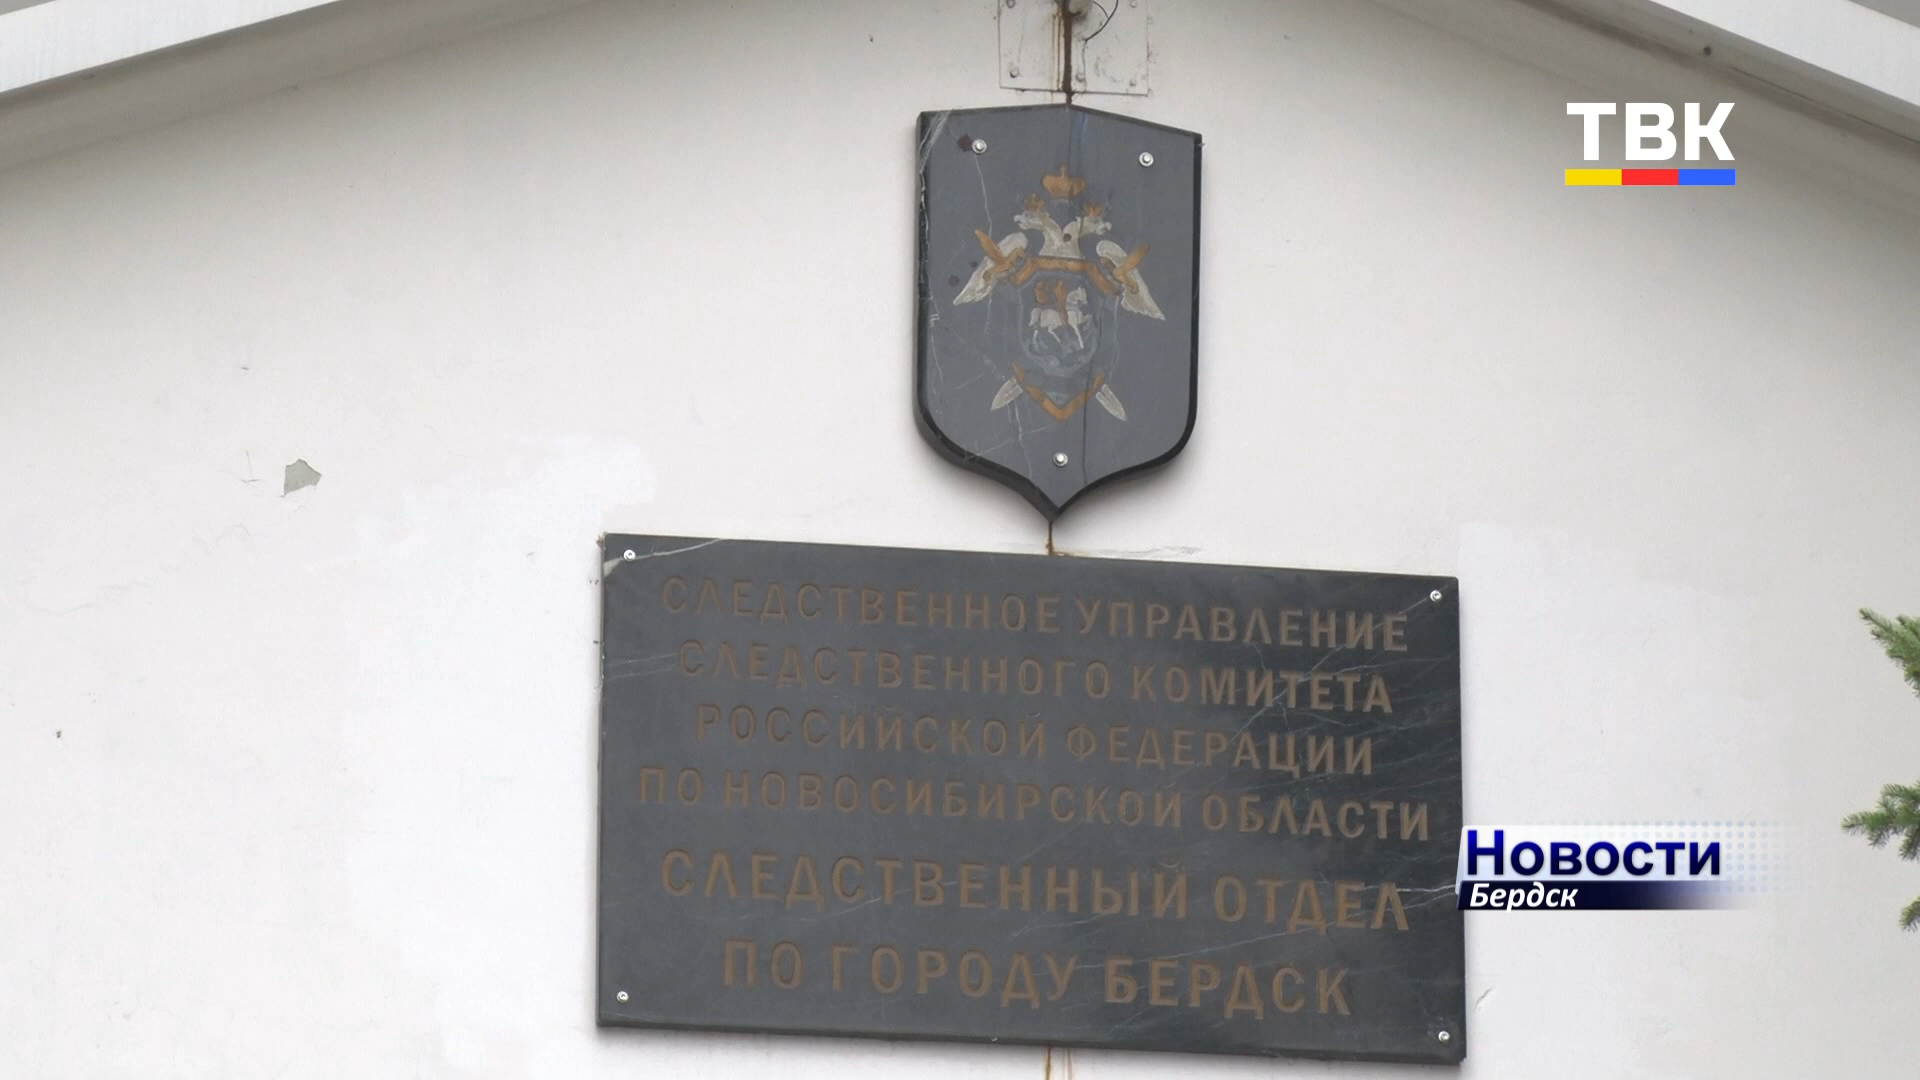 ТВК
СЛЕДСТВЕННОЕ УПРАВЛЕНИЕ
СЛЕДСТВЕННОГО КОМИТЕТА
РОССИЙСКОЙ ФЕДЕРАЦИИ
ПО НОВОСИБИРСКОЙ ОБЛАСТИ
СЛЕДСТВЕННЫЙ ОТДЕЛ
ПО ГОРОДУ БЕРДСК
Новости
Бердск